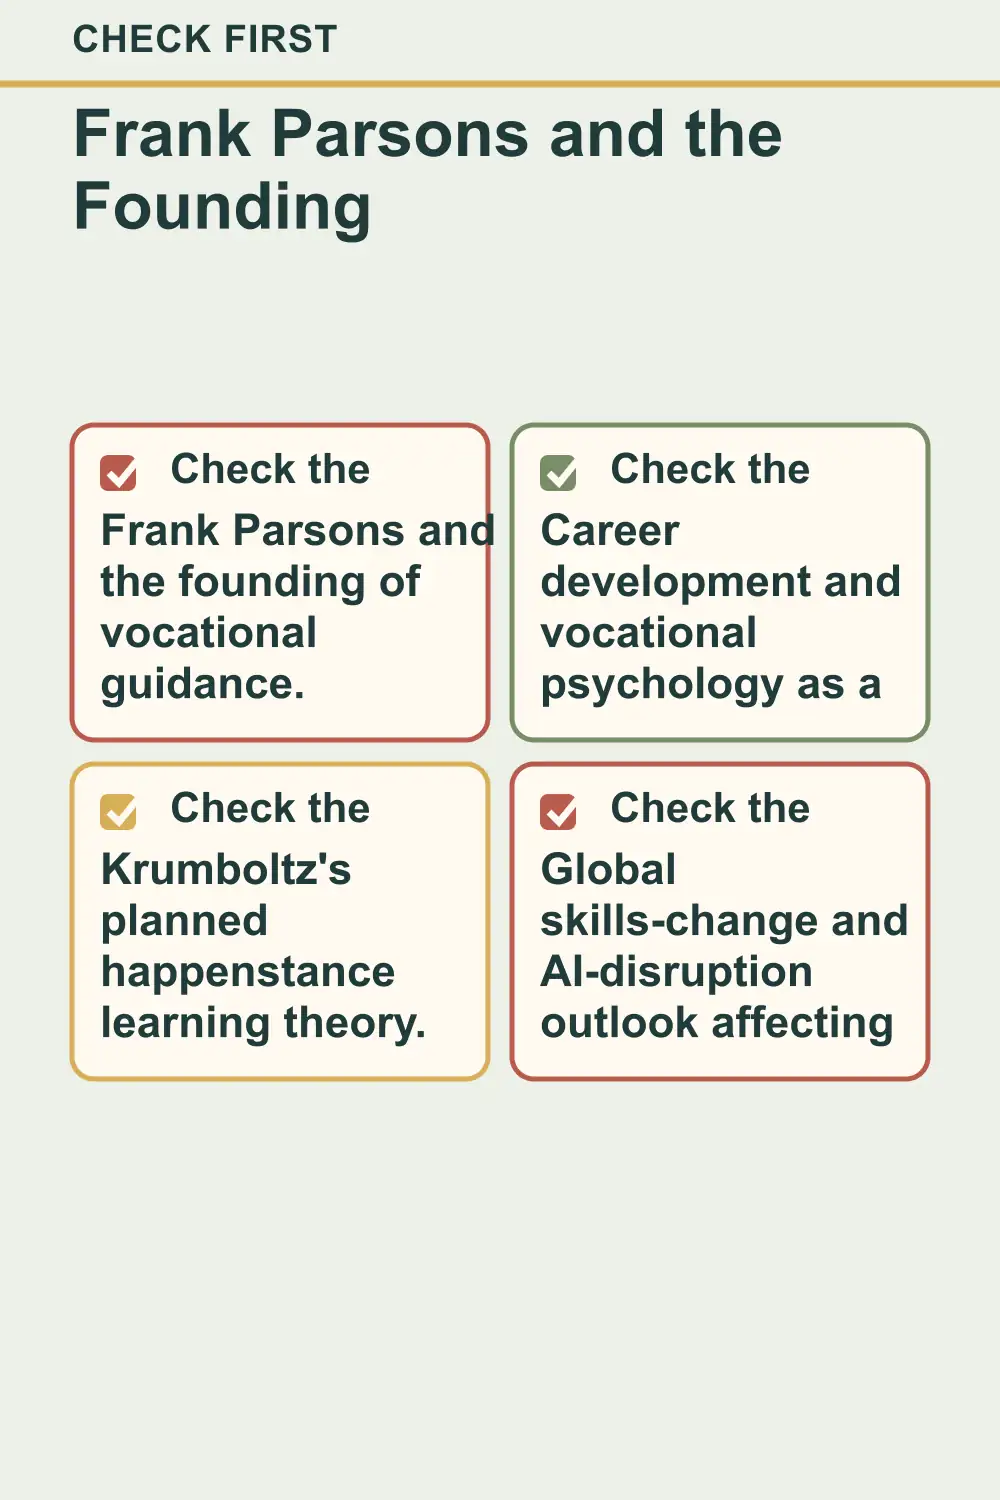 CHECK FIRST
Frank Parsons and the
Founding
Check the
Frank Parsons and
the founding of
vocational
guidance.
Check the
Career
development and
vocational
psychology as a
Check the
Krumboltz's
planned
happenstance
learning theory.
Check the
Global
skills-change and
AI-disruption
outlook affecting